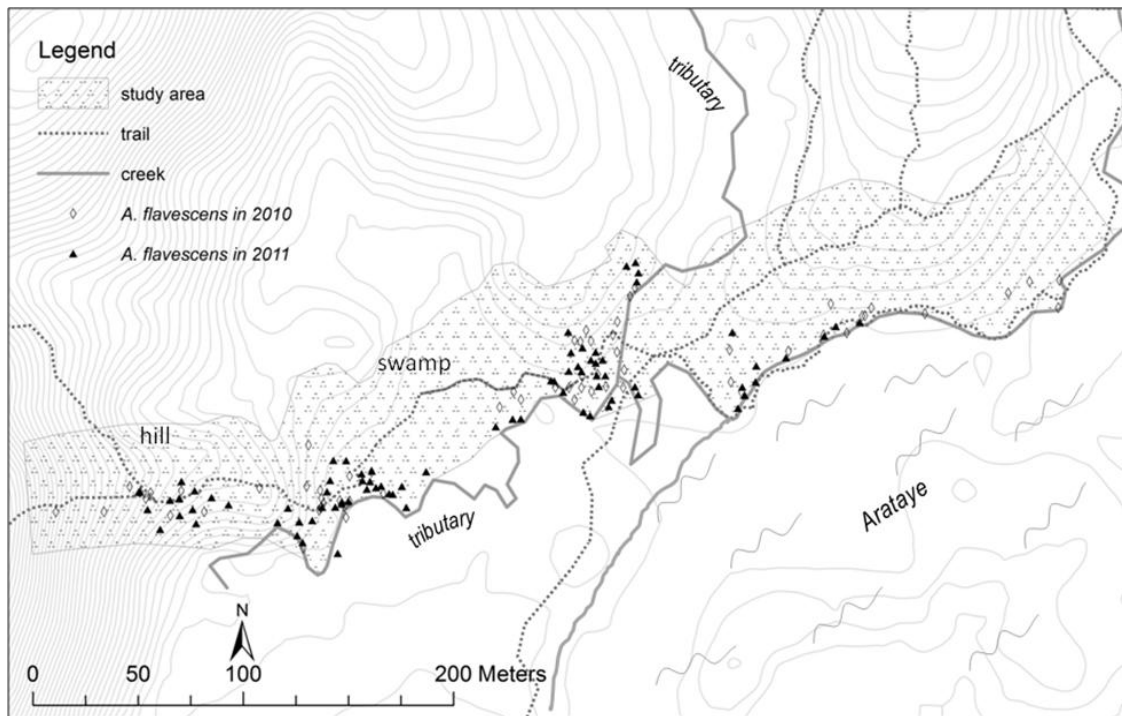 Legend
study area
trail
creek
A. flavescens in 2010
A. flavescens in 2011
tributary
swamp
hill
tributary
Arataye
N
0 50 100 200 Meters